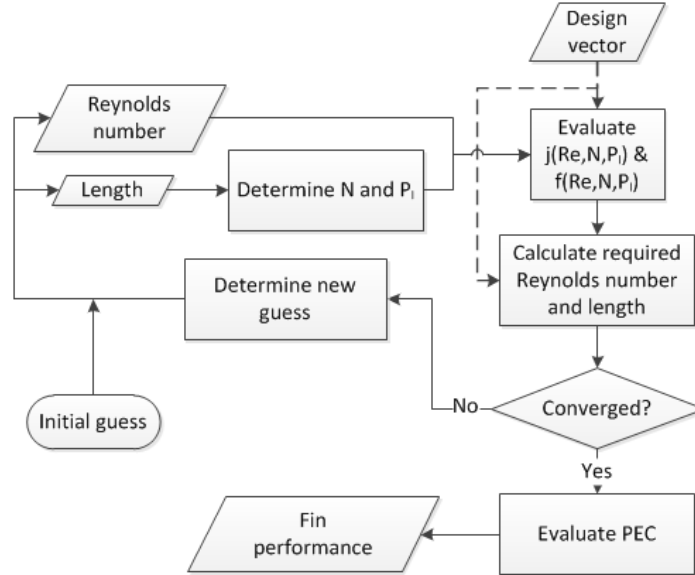 Design
vector
Reynolds
number
Evaluate
j(Re,N,Pₗ) &
f(Re,N,Pₗ)
Length
Determine N and Pₗ
Calculate required
Reynolds number
and length
Determine new
guess
Initial guess
No
Converged?
Yes
Fin
performance
Evaluate PEC